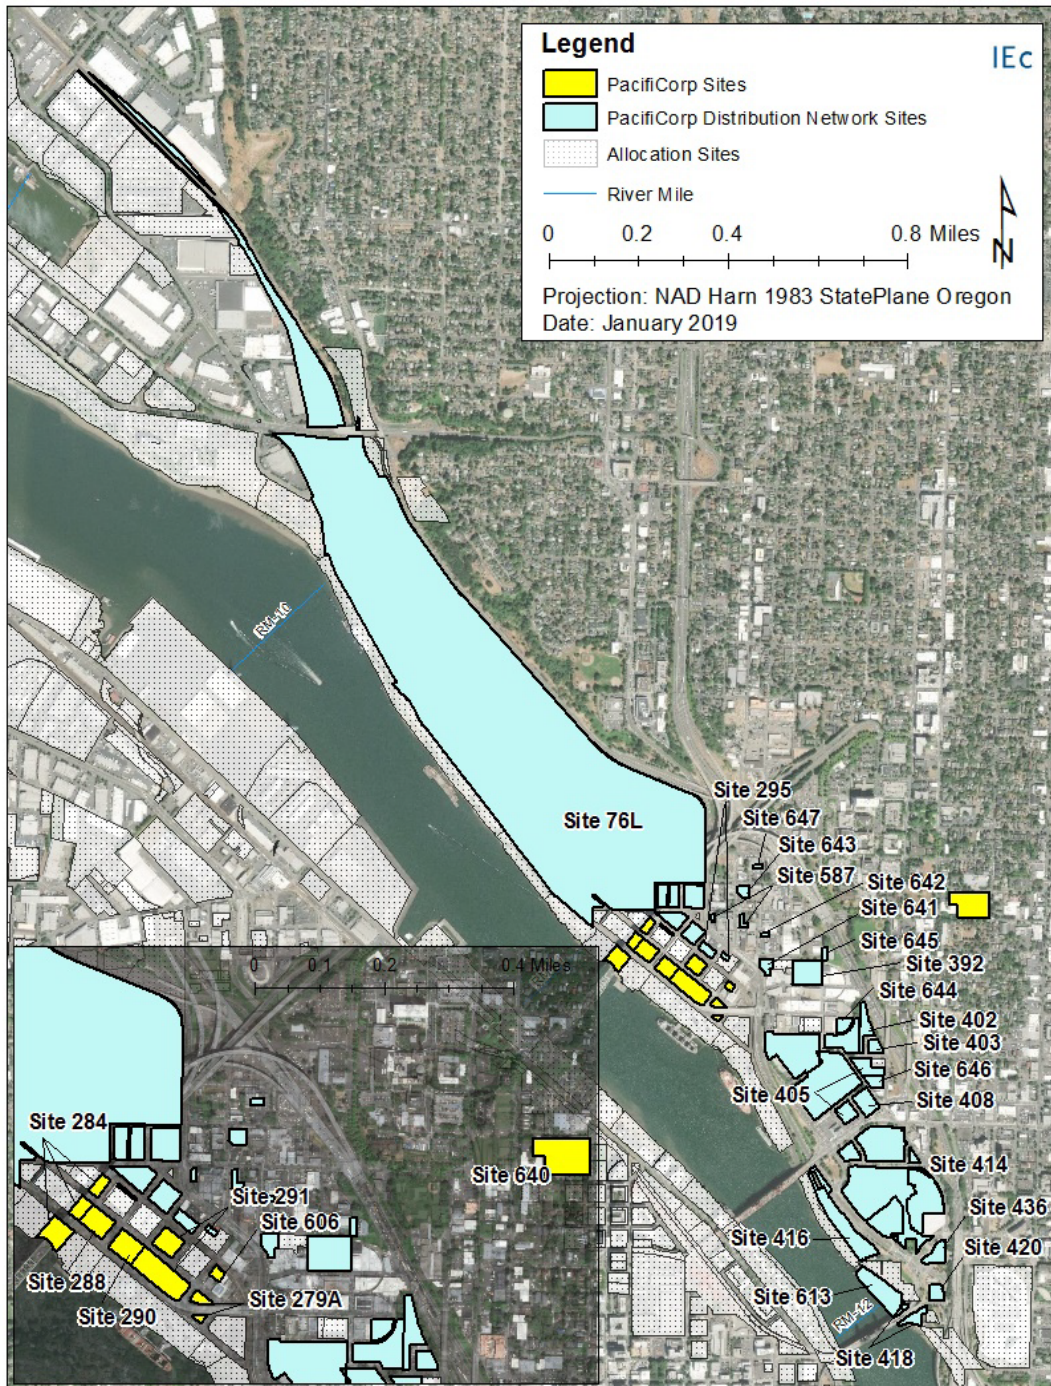 Legend
IEc
PacifiCorp Sites
PacifiCorp Distribution Network Sites
Allocation Sites
River Mile
0 0.2 0.4 0.8 Miles
N
Projection: NAD Harn 1983 StatePlane Oregon
Date: January 2019
RM-10
Site 295
Site 647
Site 76L
Site 643
Site 587
Site 642
Site 641
Site 645
Site 392
Site 644
Site 402
Site 403
Site 646
Site 405
Site 408
Site 414
Site 436
Site 416
Site 420
Site 613
RM-12
Site 418
0 0.1 0.2 0.4 Miles
Site 284
Site 640
Site 291
Site 606
Site 288
Site 279A
Site 290